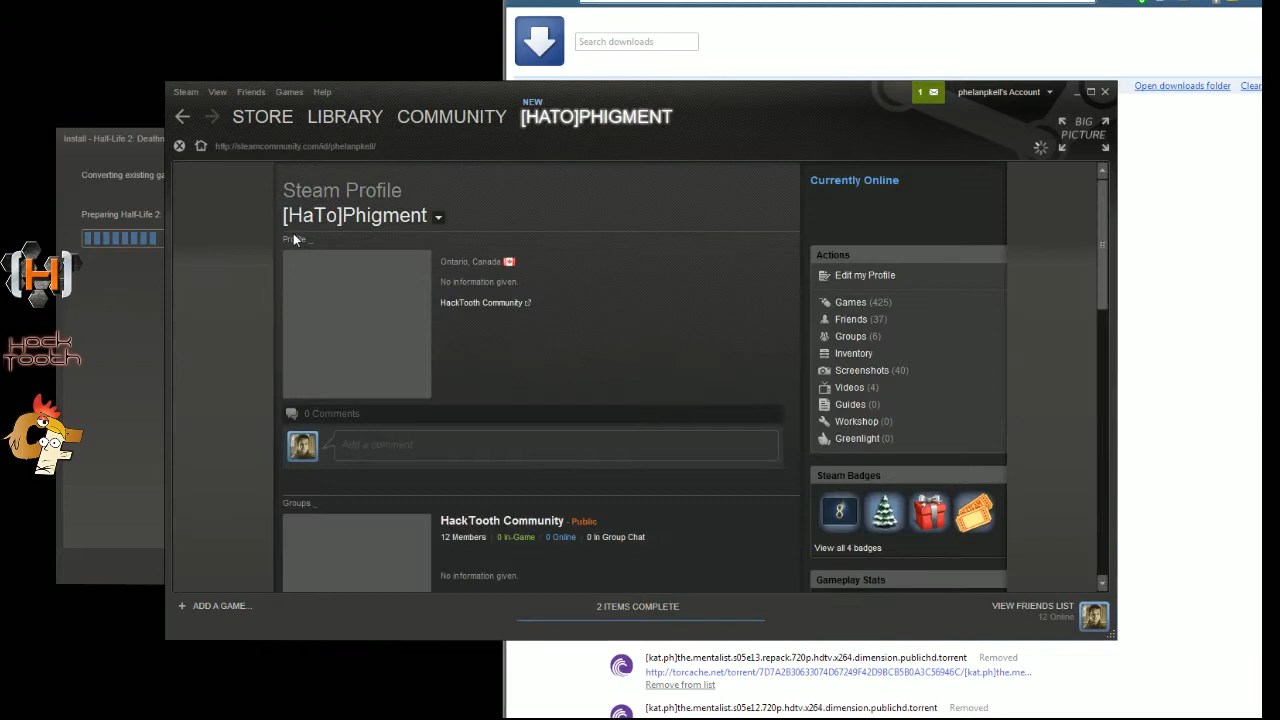 Search downloads
Open downloads folder
Clear
Steam View Friends Games Help
1
phelanpkell's Account
STORE LIBRARY COMMUNITY
NEW
[HATO]PHIGMENT
BIG
PICTURE
http://steamcommunity.com/id/phelanpkell/
Install - Half-Life 2: Deathm
Converting existing ga
Preparing Half-Life 2:
Steam Profile
[HaTo]Phigment
Profile _
Ontario, Canada
No information given.
HackTooth Community
0 Comments
Add a comment
Groups _
HackTooth Community - Public
12 Members
0 In-Game
0 Online
0 In Group Chat
No information given.
Currently Online
Actions
Edit my Profile
Games (425)
Friends (37)
Groups (6)
Inventory
Screenshots (40)
Videos (4)
Guides (0)
Workshop (0)
Greenlight (0)
Steam Badges
8
View all 4 badges
Gameplay Stats
+ ADD A GAME...
2 ITEMS COMPLETE
VIEW FRIENDS LIST
12 Online
H
Hack
Tooth
[kat.ph]the.mentalist.s05e13.repack.720p.hdtv.x264.dimension.publichd.torrent Removed
http://torcache.net/torrent/7D7A2B30633074D67249F42D9BCB5B0A3C56946C/[kat.ph]the.me...
Remove from list
[kat.ph]the.mentalist.s05e12.720p.hdtv.x264.dimension.publichd.torrent Removed